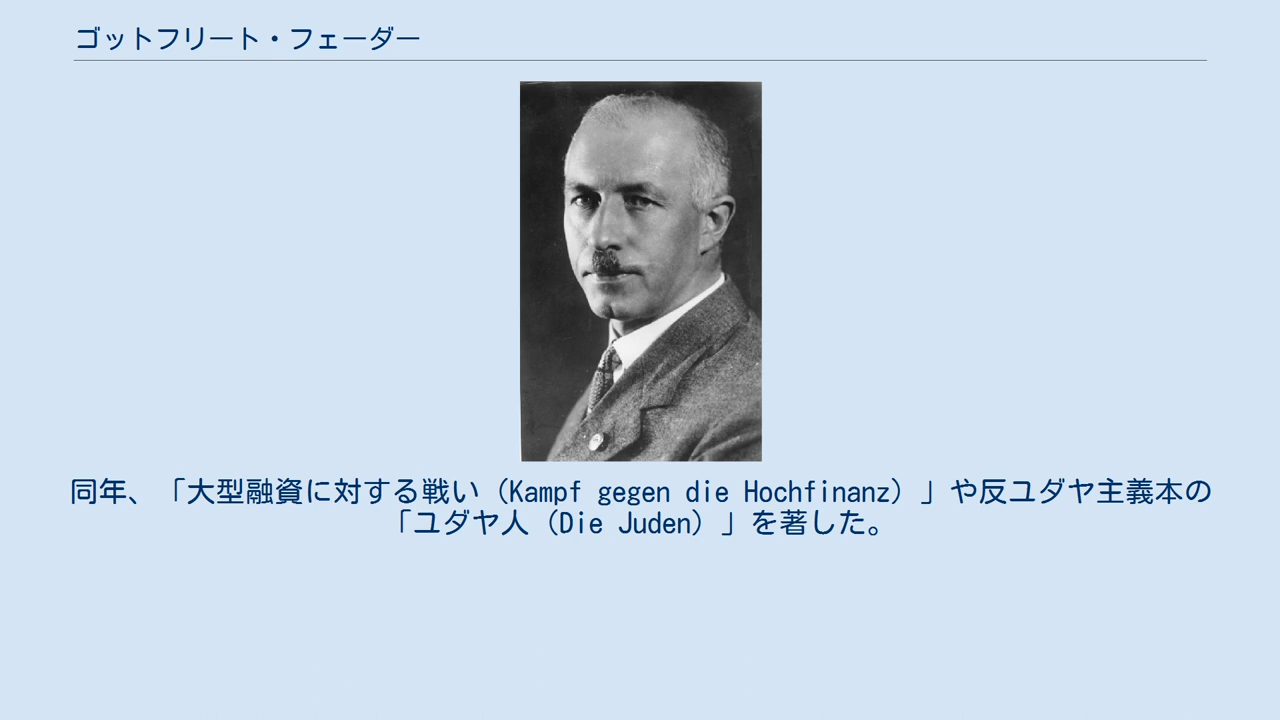 ゴットフリート・フェーダー
同年、「大型融資に対する戦い（Kampf gegen die Hochfinanz）」や反ユダヤ主義本の
「ユダヤ人（Die Juden）」を著した。